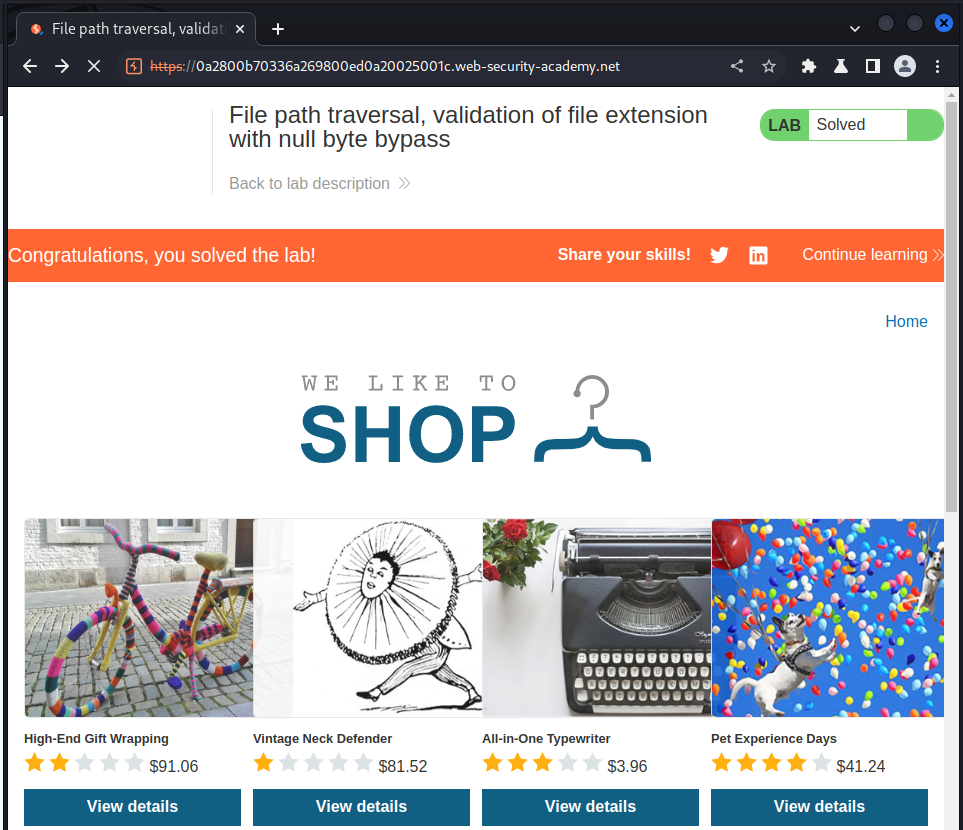 File path traversal, validati
https://0a2800b70336a269800ed0a20025001c.web-security-academy.net
File path traversal, validation of file extension
with null byte bypass
LAB Solved
Back to lab description
Congratulations, you solved the lab! Share your skills! Continue learning
Home
WE LIKE TO
SHOP
High-End Gift Wrapping Vintage Neck Defender All-in-One Typewriter Pet Experience Days
$91.06 $81.52 $3.96 $41.24
View details View details View details View details